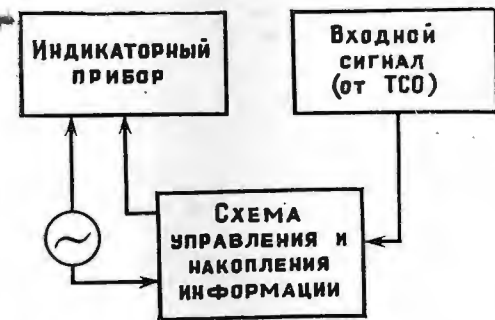 Индикаторный
прибор
Входной
сигнал
(от ТСО)
Схема
управления и
накопления
информации